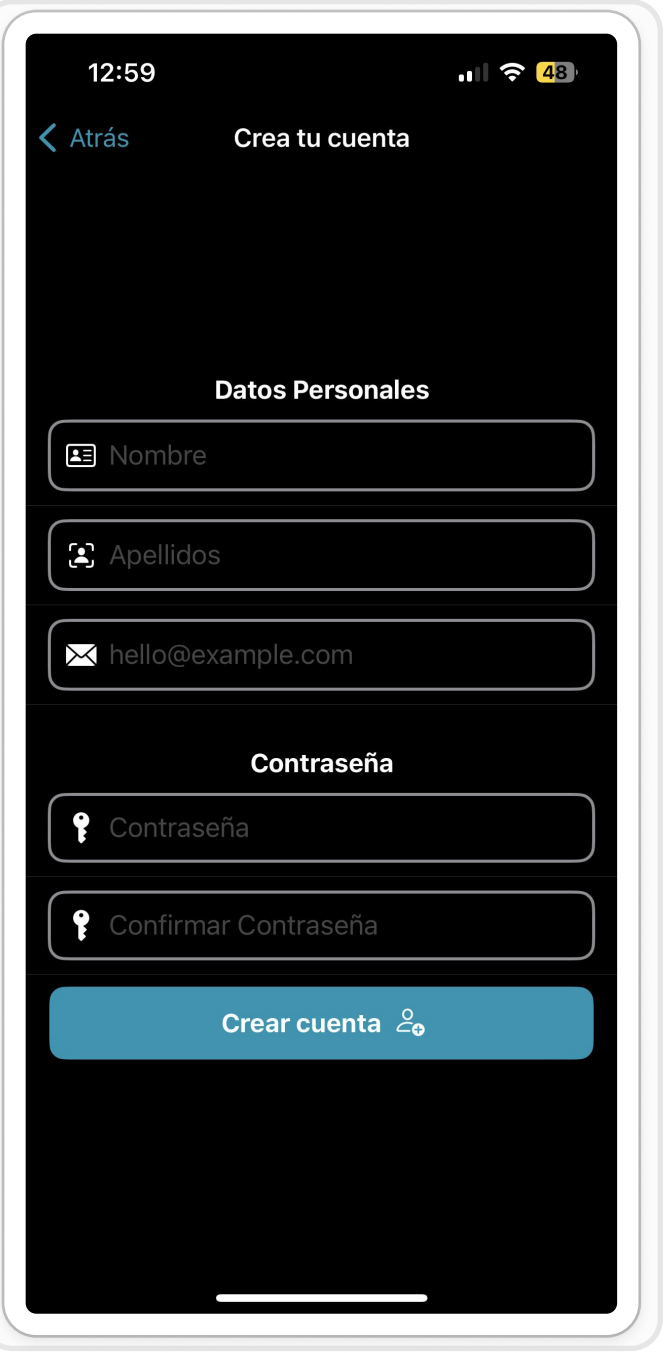 12:59
48
Atrás
Crea tu cuenta
Datos Personales
Nombre
Apellidos
hello@example.com
Contraseña
Contraseña
Confirmar Contraseña
Crear cuenta